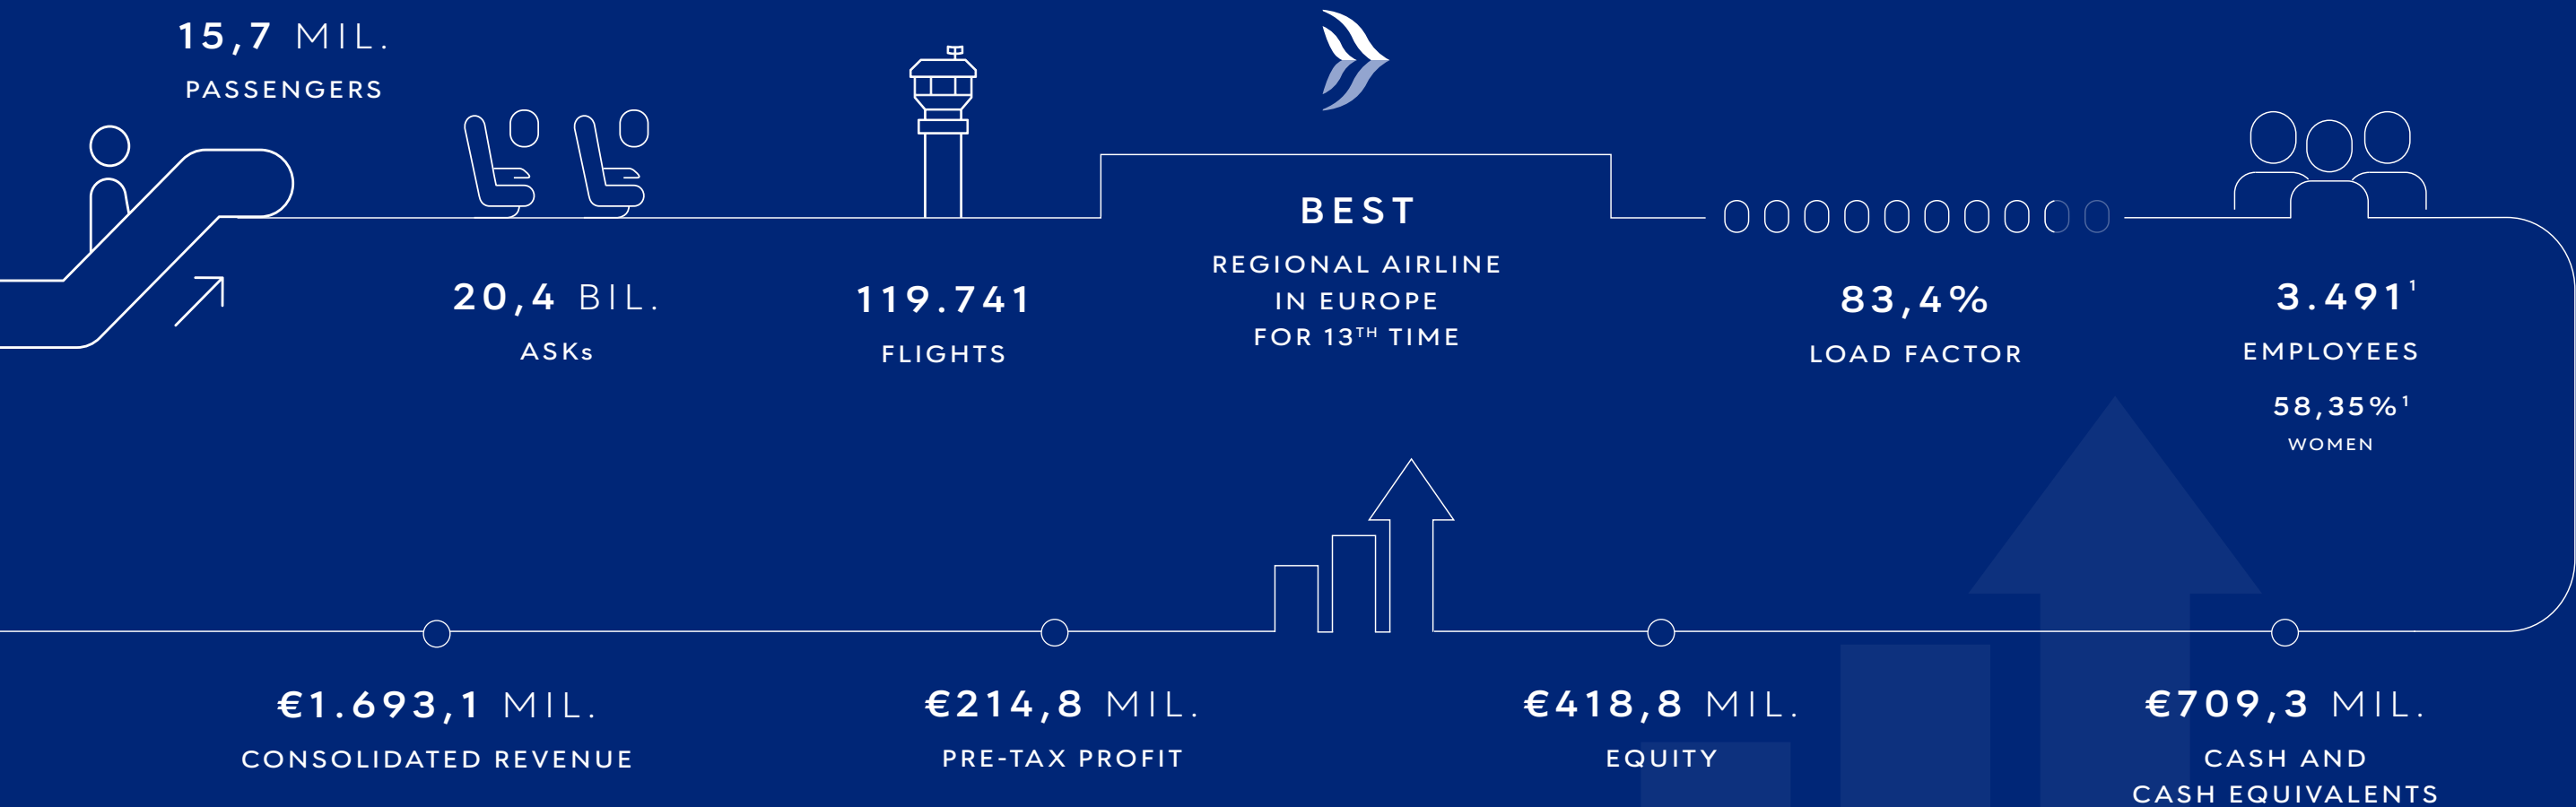 15,7 MIL.
PASSENGERS
20,4 BIL.
ASKs
119.741
FLIGHTS
BEST
REGIONAL AIRLINE
IN EUROPE
FOR 13TH TIME
83,4%
LOAD FACTOR
3.491¹
EMPLOYEES
58,35%¹
WOMEN
€1.693,1 MIL.
CONSOLIDATED REVENUE
€214,8 MIL.
PRE-TAX PROFIT
€418,8 MIL.
EQUITY
€709,3 MIL.
CASH AND
CASH EQUIVALENTS